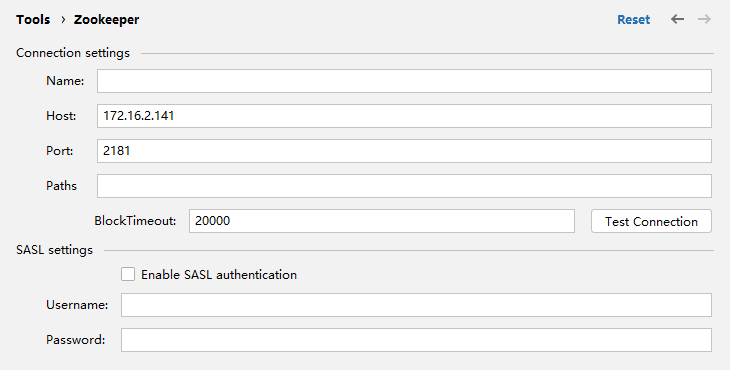 Tools › Zookeeper Reset
Connection settings
Name:
Host: 172.16.2.141
Port: 2181
Paths
BlockTimeout: 20000 Test Connection
SASL settings
Enable SASL authentication
Username:
Password: